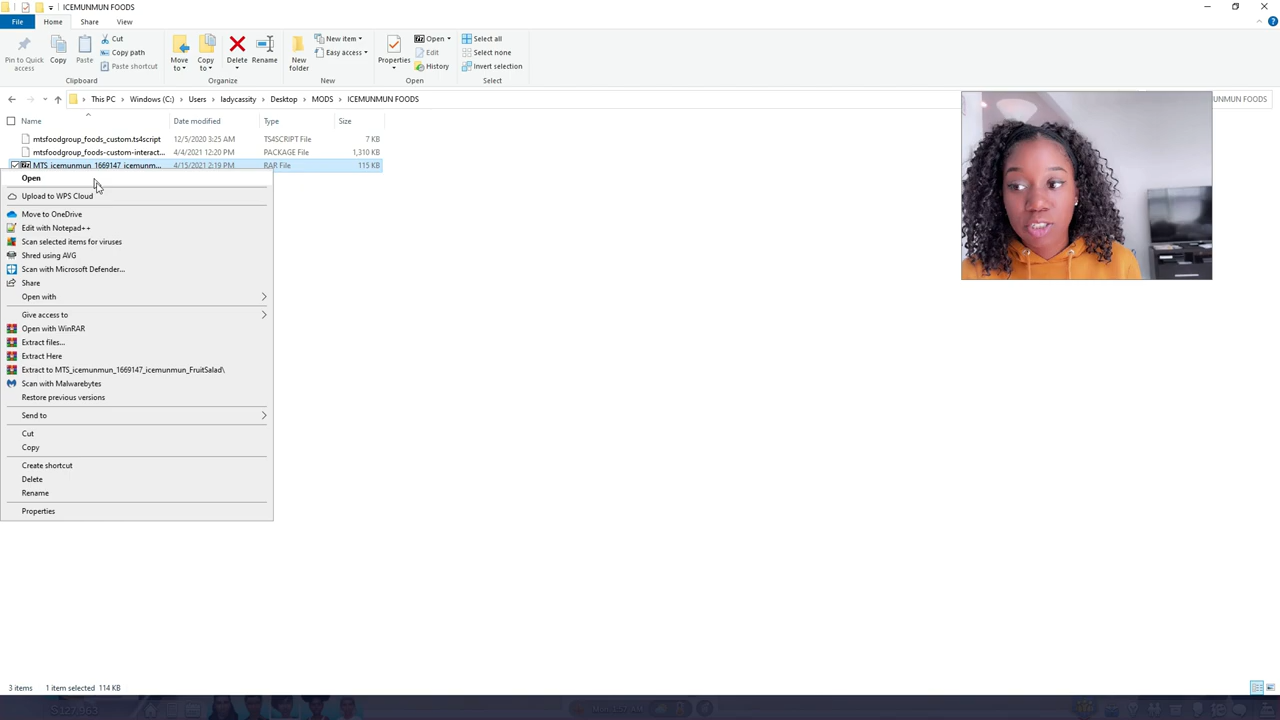 ICEMUNMUN FOODS
File Home Share View
Pin to Quick access
Copy
Paste
Cut
Copy path
Paste shortcut
Clipboard
Move to
Copy to
Delete
Rename
Organize
New folder
New item
Easy access
New
Properties
Open
Edit
History
Open
Select all
Select none
Invert selection
Select
This PC Windows (C:) Users ladycassity Desktop MODS ICEMUNMUN FOODS
UNMUN FOODS
Name Date modified Type Size
mtsfoodgroup_foods_custom.ts4script 12/5/2020 3:25 AM TS4SCRIPT File 7 KB
mtsfoodgroup_foods-custom-interact... 4/4/2021 12:20 PM PACKAGE File 1,310 KB
MTS_icemunmun_1669147_icemunm... 4/15/2021 2:19 PM RAR File 115 KB
Open
Upload to WPS Cloud
Move to OneDrive
Edit with Notepad++
Scan selected items for viruses
Shred using AVG
Scan with Microsoft Defender...
Share
Open with
Give access to
Open with WinRAR
Extract files...
Extract Here
Extract to MTS_icemunmun_1669147_icemunmun_FruitSalad\
Scan with Malwarebytes
Restore previous versions
Send to
Cut
Copy
Create shortcut
Delete
Rename
Properties
3 items 1 item selected 114 KB